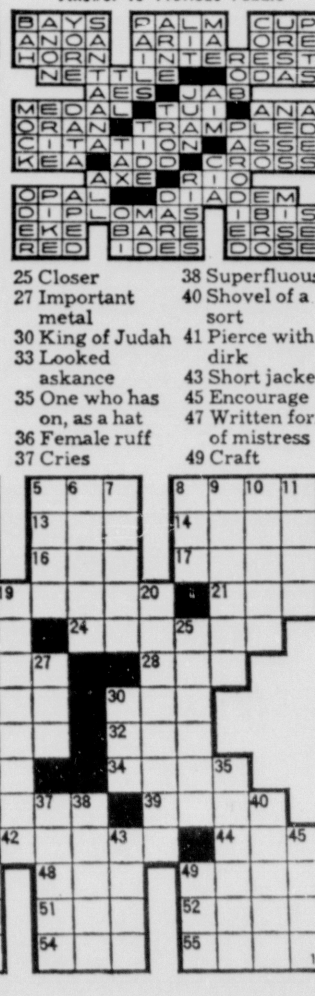 BAYS PALM CUP
ANOA ARIA ORE
HORN INTEREST
NETTLE ODAS
AES JAB
MEDAL TUI ANA
ORAN TRAMPLED
CITATION ASSE
KEA ADD CROSS
AXE RIO
OPAL DIADEM
DIPLOMAS IBIS
EKE BARE ERSE
RED IDES DOSE
25 Closer
27 Important
metal
30 King of Judah
33 Looked
askance
35 One who has
on, as a hat
36 Female ruff
37 Cries
38 Superfluous
40 Shovel of a
sort
41 Pierce with
dirk
43 Short jacke
45 Encourage
47 Written for
of mistress
49 Craft
5 6 7 8 9 10 11
13 14
16 17
19 20 21
24 25
27 28
30
32
34 35
37 38 39 40
42 43 44 45
48 49
51 52
54 55